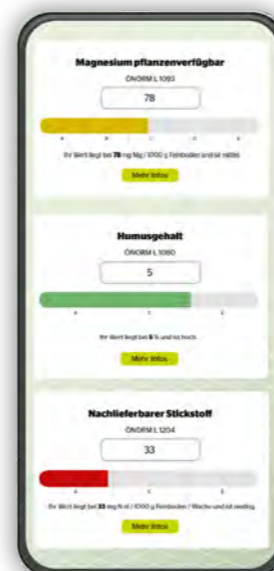 Magnesium pflanzenverfügbar
ÖNORM L 1093
78
A B C D E
Ihr Wert liegt bei 78 mg Mg / 1000 g Feinboden und ist mittel.
Mehr Infos
Humusgehalt
ÖNORM L 1080
5
A C E
Ihr Wert liegt bei 5 % und ist hoch.
Mehr Infos
Nachlieferbarer Stickstoff
ÖNORM L 1204
33
A C E
Ihr Wert liegt bei 33 mg N nl / 1000 g Feinboden / Woche und ist niedrig.
Mehr Infos